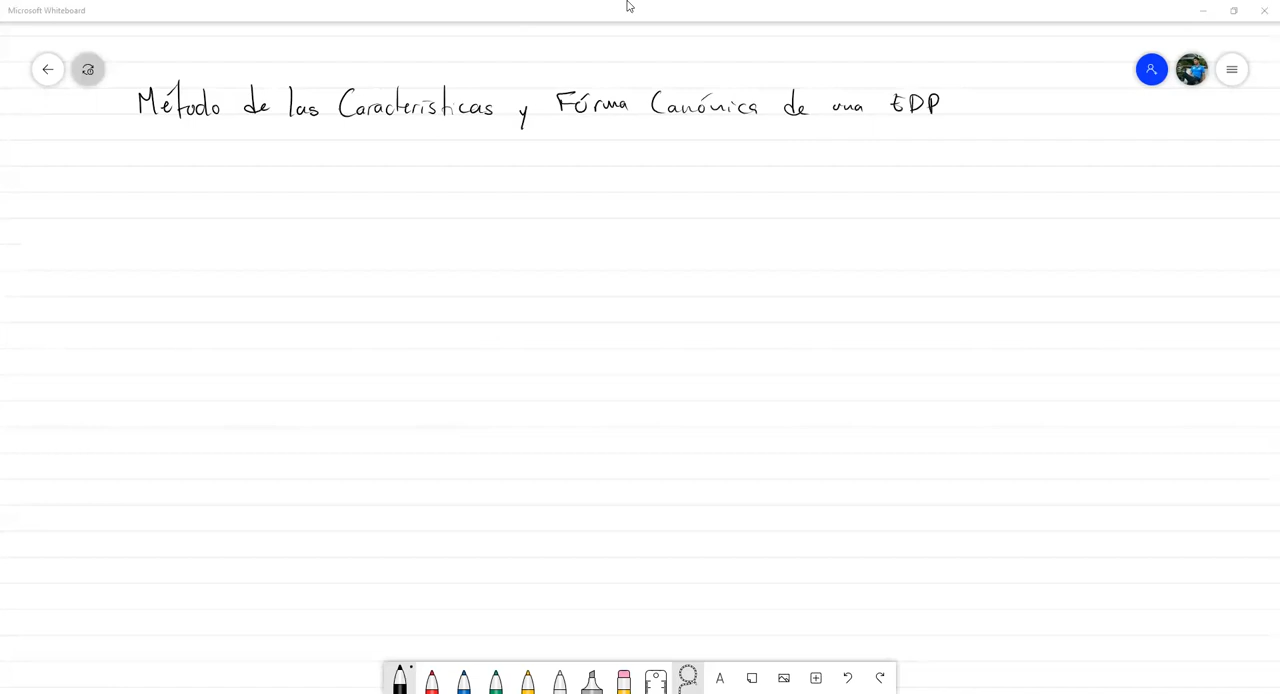 Microsoft Whiteboard
Método de las Características y Fórma Canónica de una EDP
A